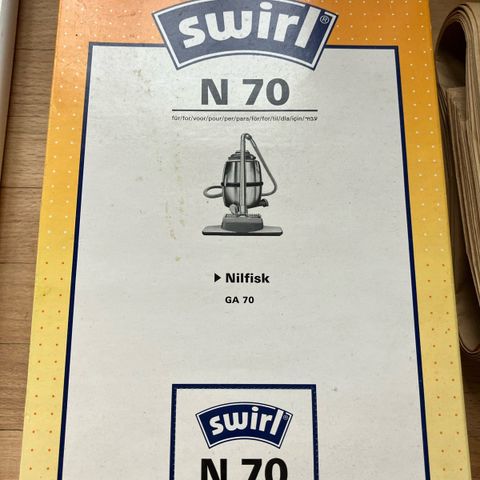 swirl®
N 70
für/for/voor/pour/per/para/för/for/til/dla/için/עבור
▶ Nilfisk
GA 70
swirl®
N 70